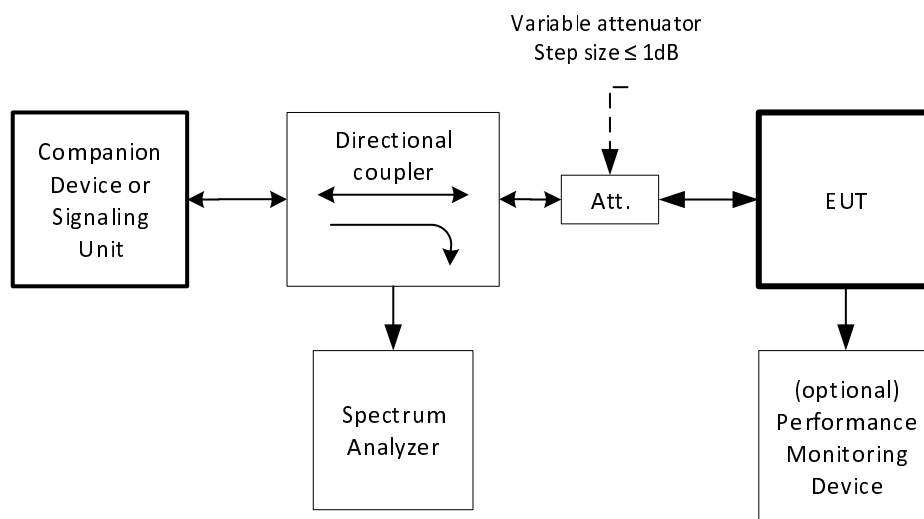 Variable attenuator
Step size ≤ 1dB
Companion
Device or
Signaling
Unit
Directional
coupler
Att.
EUT
Spectrum
Analyzer
(optional)
Performance
Monitoring
Device